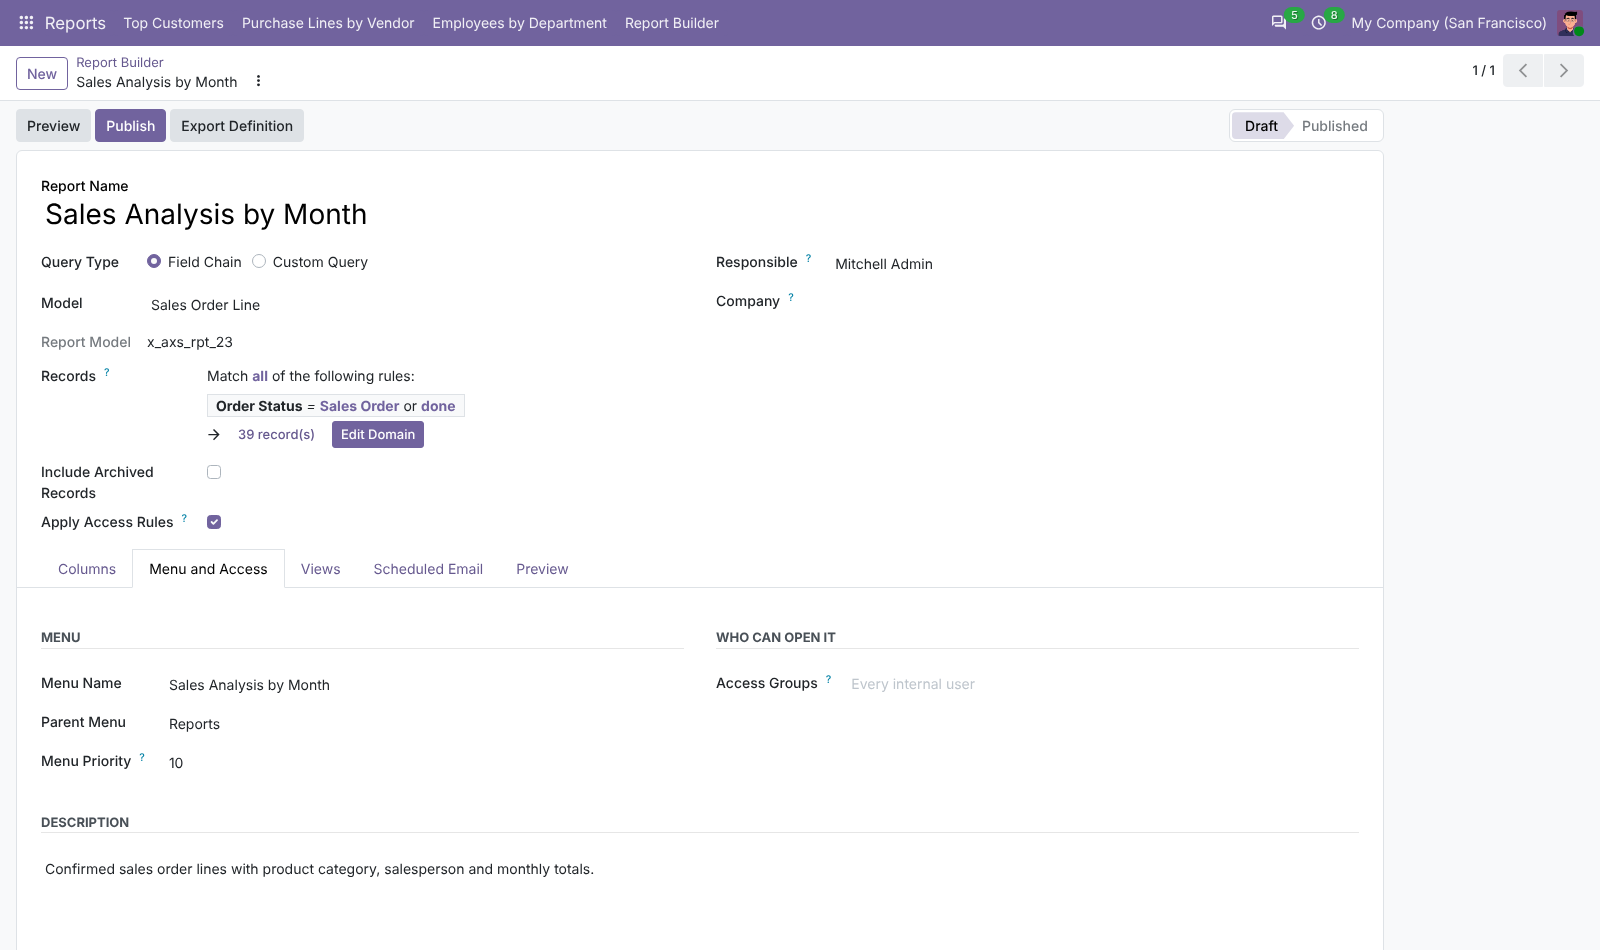 Reports Top Customers Purchase Lines by Vendor Employees by Department Report Builder 5 8 My Company (San Francisco)
New Report Builder
Sales Analysis by Month 1 / 1
Preview Publish Export Definition Draft Published
Report Name
Sales Analysis by Month
Query Type Field Chain Custom Query Responsible ? Mitchell Admin
Model Sales Order Line Company ?
Report Model x_axs_rpt_23
Records ? Match all of the following rules:
Order Status = Sales Order or done
39 record(s) Edit Domain
Include Archived
Records
Apply Access Rules ?
Columns Menu and Access Views Scheduled Email Preview
MENU WHO CAN OPEN IT
Menu Name Sales Analysis by Month Access Groups ? Every internal user
Parent Menu Reports
Menu Priority ? 10
DESCRIPTION
Confirmed sales order lines with product category, salesperson and monthly totals.